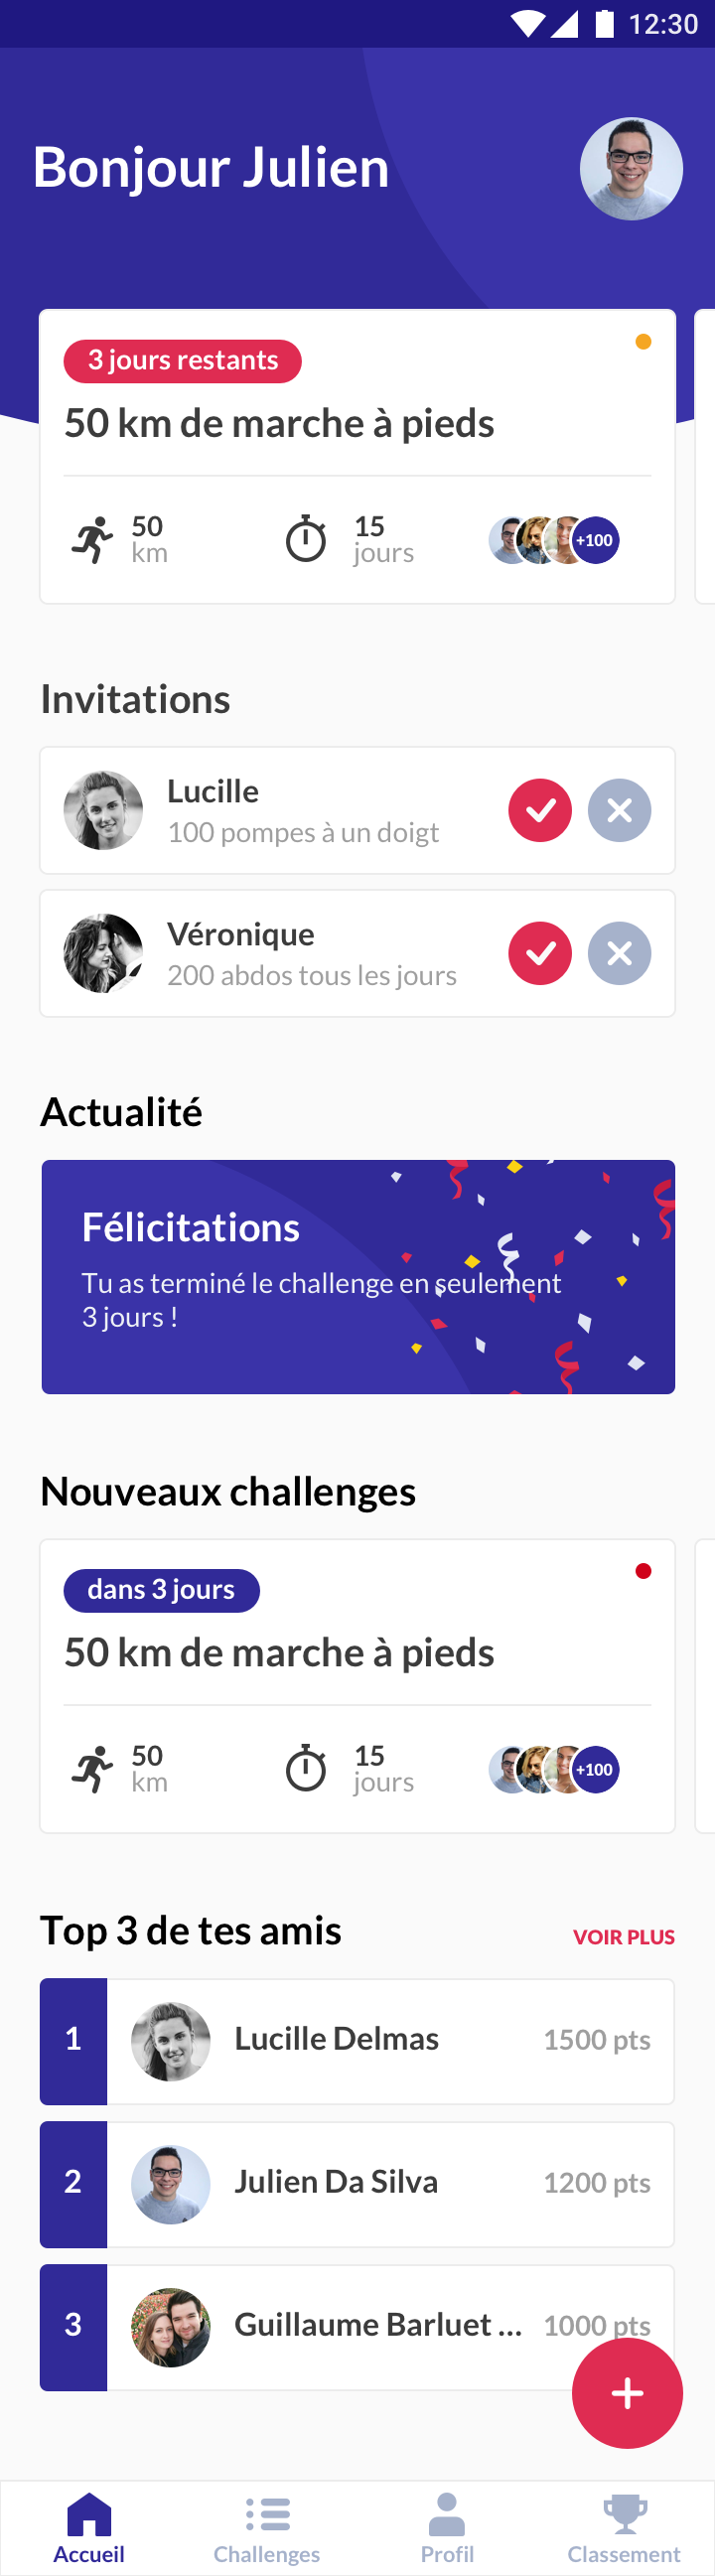 12:30
Bonjour Julien
3 jours restants
50 km de marche à pieds
50
km
15
jours
+100
Invitations
Lucille
100 pompes à un doigt
Véronique
200 abdos tous les jours
Actualité
Félicitations
Tu as terminé le challenge en seulement
3 jours !
Nouveaux challenges
dans 3 jours
50 km de marche à pieds
50
km
15
jours
+100
Top 3 de tes amis
VOIR PLUS
1
Lucille Delmas
1500 pts
2
Julien Da Silva
1200 pts
3
Guillaume Barluet ...
1000 pts
Accueil
Challenges
Profil
Classement